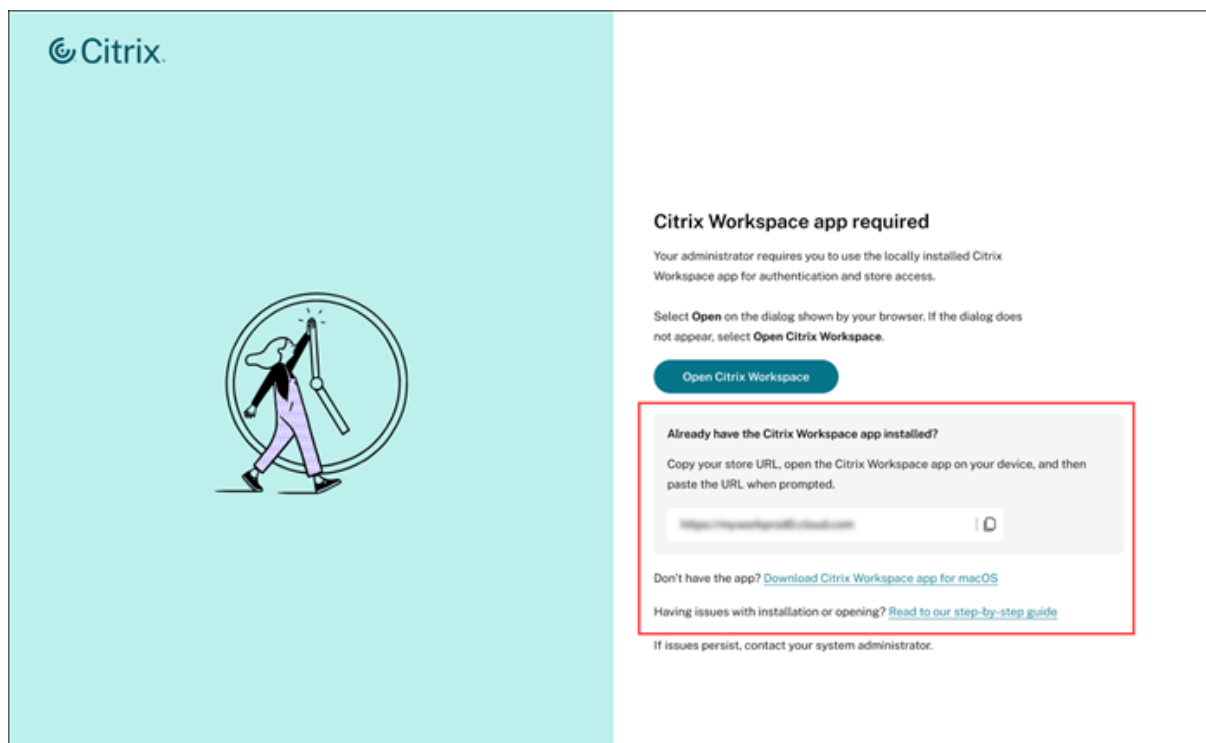 Citrix.
Citrix Workspace app required
Your administrator requires you to use the locally installed Citrix
Workspace app for authentication and store access.
Select Open on the dialog shown by your browser. If the dialog does
not appear, select Open Citrix Workspace.
Open Citrix Workspace
Already have the Citrix Workspace app installed?
Copy your store URL, open the Citrix Workspace app on your device, and then
paste the URL when prompted.
Don't have the app? Download Citrix Workspace app for macOS
Having issues with installation or opening? Read to our step-by-step guide
If issues persist, contact your system administrator.